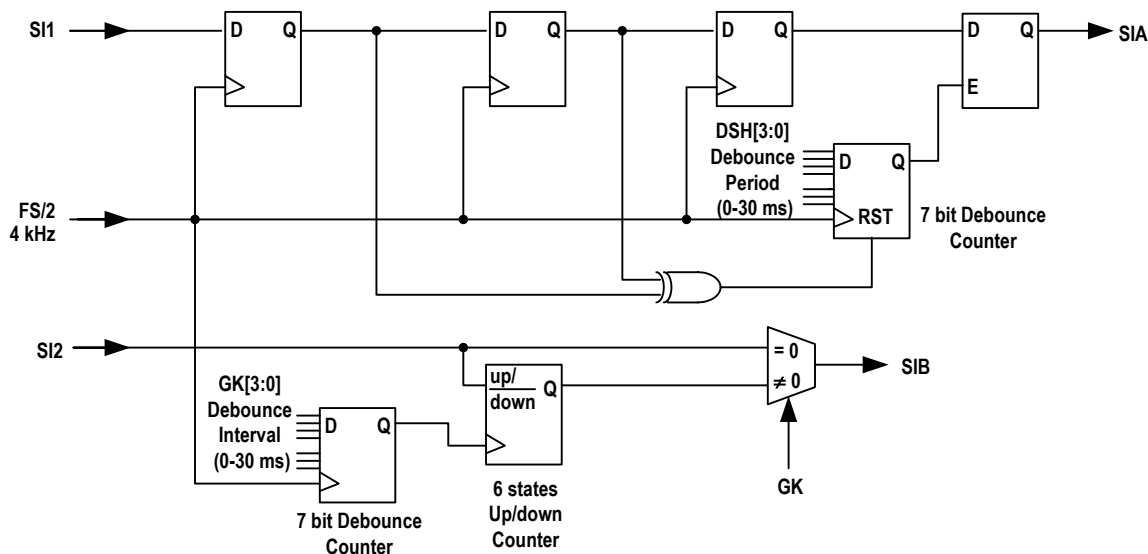 SI1
D Q
D Q
D Q
D Q
E
SIA
DSH[3:0]
Debounce
Period
(0-30 ms)
D Q
RST
7 bit Debounce
Counter
FS/2
4 kHz
SI2
= 0
≠ 0
SIB
GK
GK[3:0]
Debounce
Interval
(0-30 ms)
D Q
7 bit Debounce
Counter
up/
down
Q
6 states
Up/down
Counter